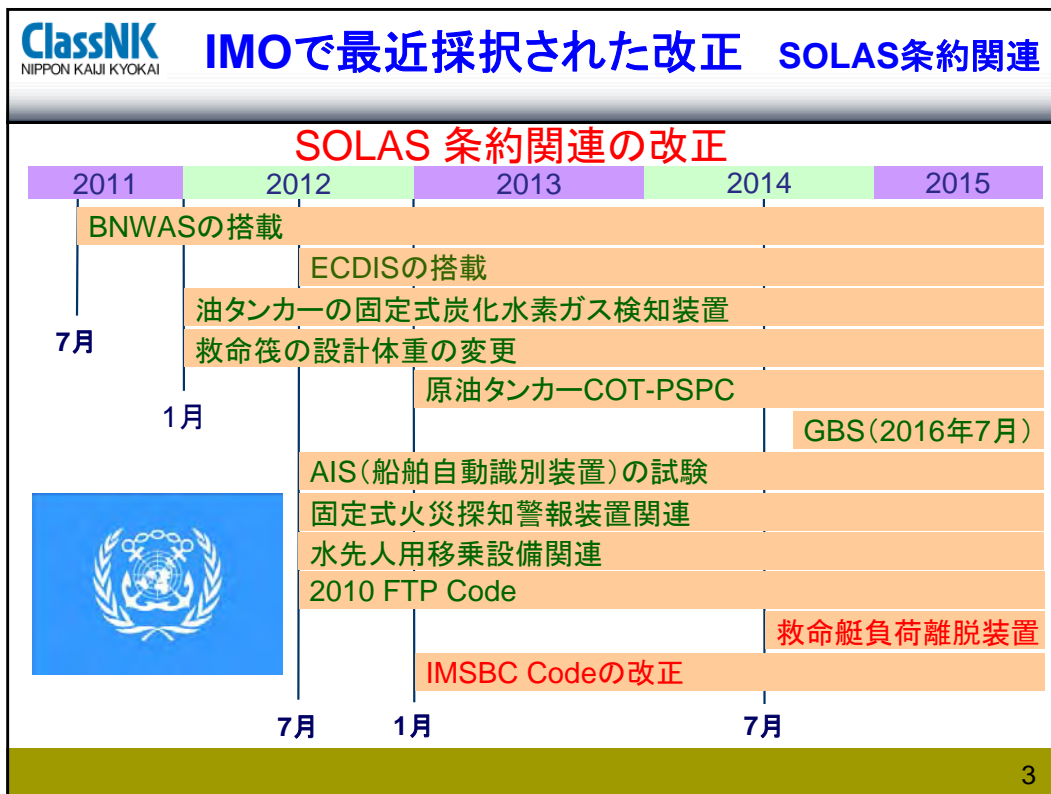 ClassNK
NIPPON KAIJI KYOKAI
IMOで最近採択された改正 SOLAS条約関連
SOLAS 条約関連の改正
2011 2012 2013 2014 2015
BNWASの搭載
ECDISの搭載
油タンカーの固定式炭化水素ガス検知装置
7月
救命筏の設計体重の変更
原油タンカーCOT-PSPC
1月
GBS(2016年7月)
AIS(船舶自動識別装置)の試験
固定式火災探知警報装置関連
水先人用移乗設備関連
2010 FTP Code
救命艇負荷離脱装置
IMSBC Codeの改正
7月 1月 7月
3